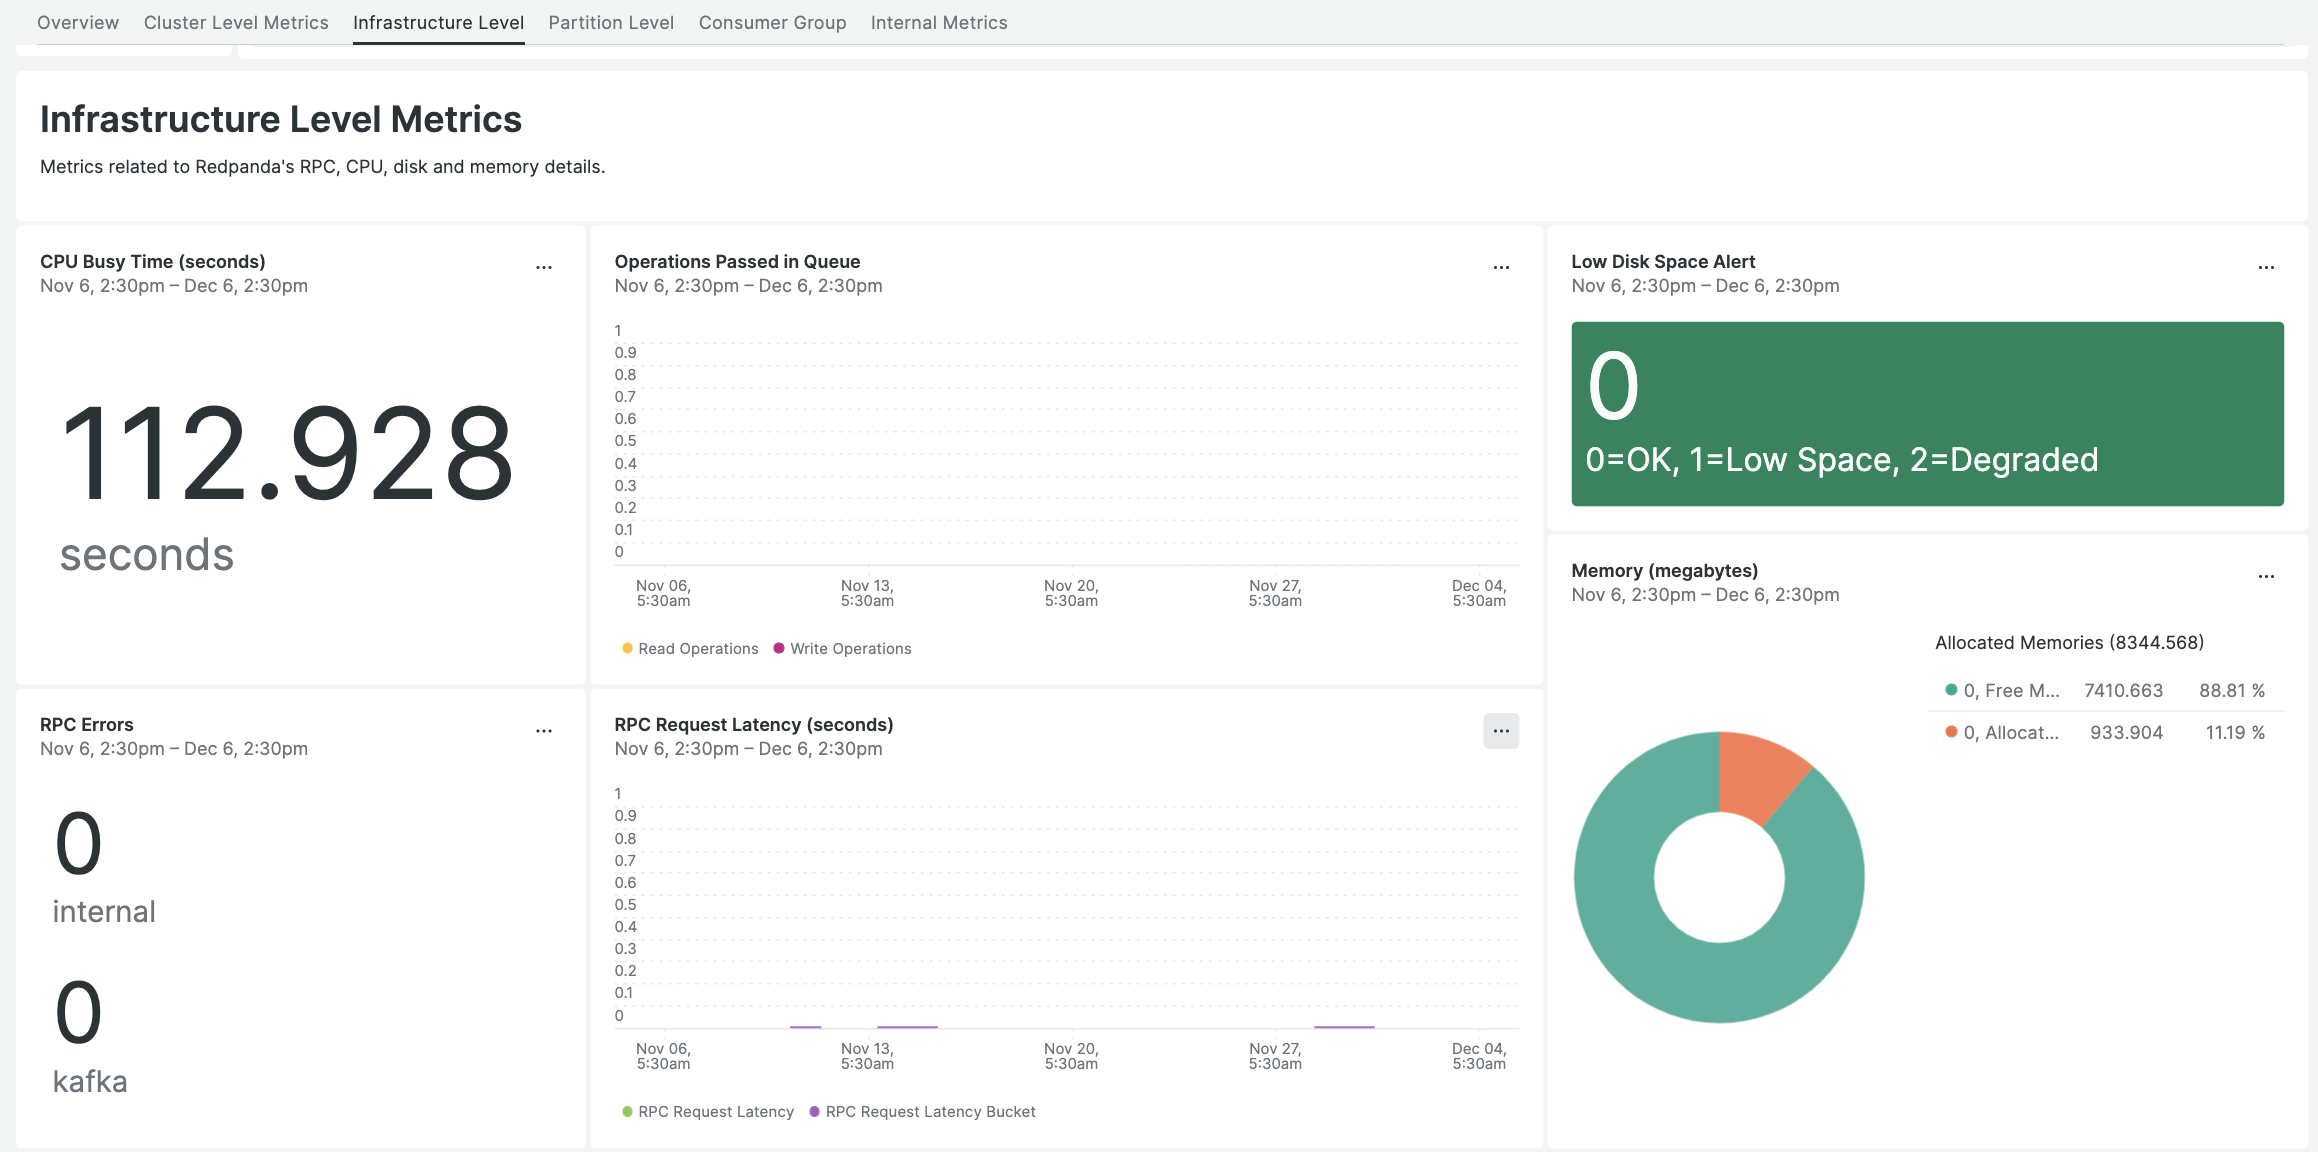 Overview Cluster Level Metrics Infrastructure Level Partition Level Consumer Group Internal Metrics
Infrastructure Level Metrics
Metrics related to Redpanda's RPC, CPU, disk and memory details.
CPU Busy Time (seconds)
...
Nov 6, 2:30pm – Dec 6, 2:30pm
112.928
seconds
Operations Passed in Queue
...
Nov 6, 2:30pm – Dec 6, 2:30pm
1
0.9
0.8
0.7
0.6
0.5
0.4
0.3
0.2
0.1
0
Nov 06, 5:30am
Nov 13, 5:30am
Nov 20, 5:30am
Nov 27, 5:30am
Dec 04, 5:30am
Read Operations Write Operations
Low Disk Space Alert
...
Nov 6, 2:30pm – Dec 6, 2:30pm
0
0=OK, 1=Low Space, 2=Degraded
RPC Errors
...
Nov 6, 2:30pm – Dec 6, 2:30pm
0
internal
0
kafka
RPC Request Latency (seconds)
...
Nov 6, 2:30pm – Dec 6, 2:30pm
1
0.9
0.8
0.7
0.6
0.5
0.4
0.3
0.2
0.1
0
Nov 06, 5:30am
Nov 13, 5:30am
Nov 20, 5:30am
Nov 27, 5:30am
Dec 04, 5:30am
RPC Request Latency RPC Request Latency Bucket
Memory (megabytes)
...
Nov 6, 2:30pm – Dec 6, 2:30pm
Allocated Memories (8344.568)
0, Free M... 7410.663 88.81 %
0, Allocat... 933.904 11.19 %